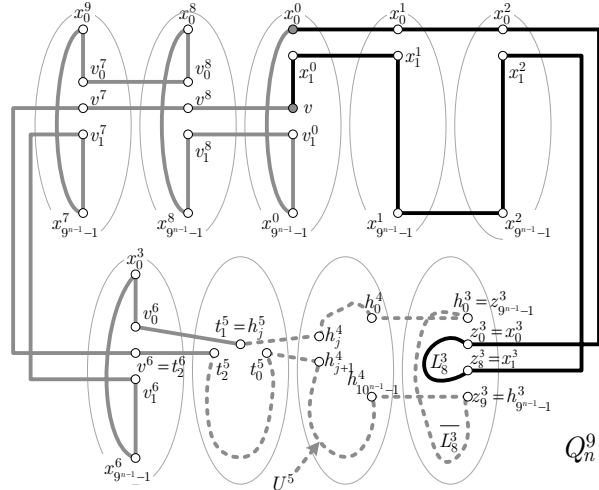 x_0^9 x_0^8 x_0^0 x_0^1 x_0^2
v_0^7 v_0^8 x_1^0 x_1^1 x_1^2
v^7 v^8 v
v_1^7 v_1^8 v_1^0
x_{9^{n-1}-1}^7 x_{9^{n-1}-1}^8 x_{9^{n-1}-1}^0 x_{9^{n-1}-1}^1 x_{9^{n-1}-1}^2
x_0^3
v_0^6 t_1^5 = h_j^5 h_0^4 h_0^3 = z_{9^{n-1}-1}^3
h_j^4 z_0^3 = x_0^3
v^6 = t_2^6 t_2^5 t_0^5 h_{j+1}^4 L_8^3 z_8^3 = x_1^3
v_1^6 h_{10^{n-1}-1}^4 z_9^3 = h_{9^{n-1}-1}^3
\overline{L_8^3}
x_{9^{n-1}-1}^6 U^5 Q_n^9